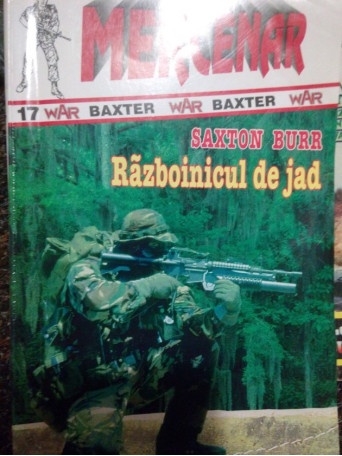 MERCENAR
17 WAR BAXTER WAR BAXTER WAR
SAXTON BURR
Războinicul de jad